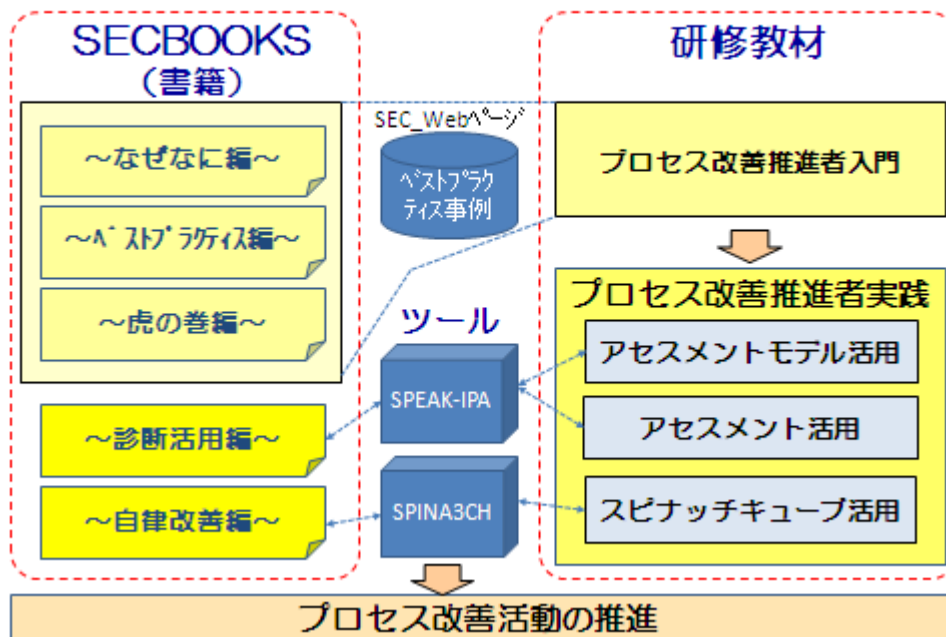 SECBOOKS
(書籍)
～なぜなに編～
～ﾍﾞｽﾄﾌﾟﾗｸﾃｨｽ編～
～虎の巻編～
～診断活用編～
～自律改善編～
SEC_Webﾍﾟｰｼﾞ
ﾍﾞｽﾄﾌﾟﾗｸ
ﾃｨｽ事例
ツール
SPEAK-IPA
SPINA3CH
研修教材
プロセス改善推進者入門
プロセス改善推進者実践
アセスメントモデル活用
アセスメント活用
スピナッチキューブ活用
プロセス改善活動の推進